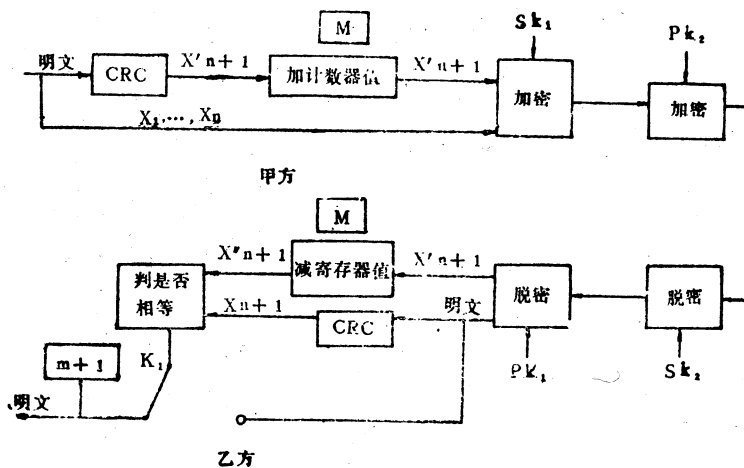 M
Sk₁
Pk₂
明文
CRC
X'n+1
加计数器值
X'n+1
加密
加密
X₁,…,Xn
甲方
M
X"n+1
减寄存器值
X'n+1
判是否
相等
Xn+1
CRC
明文
脱密
脱密
m+1
K₁
PK₁
Sk₂
明文
乙方